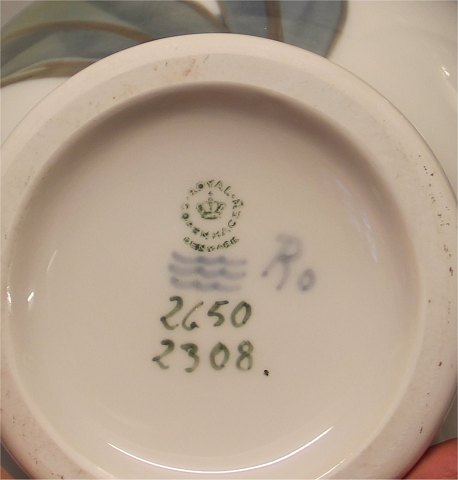 ROYAL COPENHAGEN
DENMARK
Ro
2650
2308.